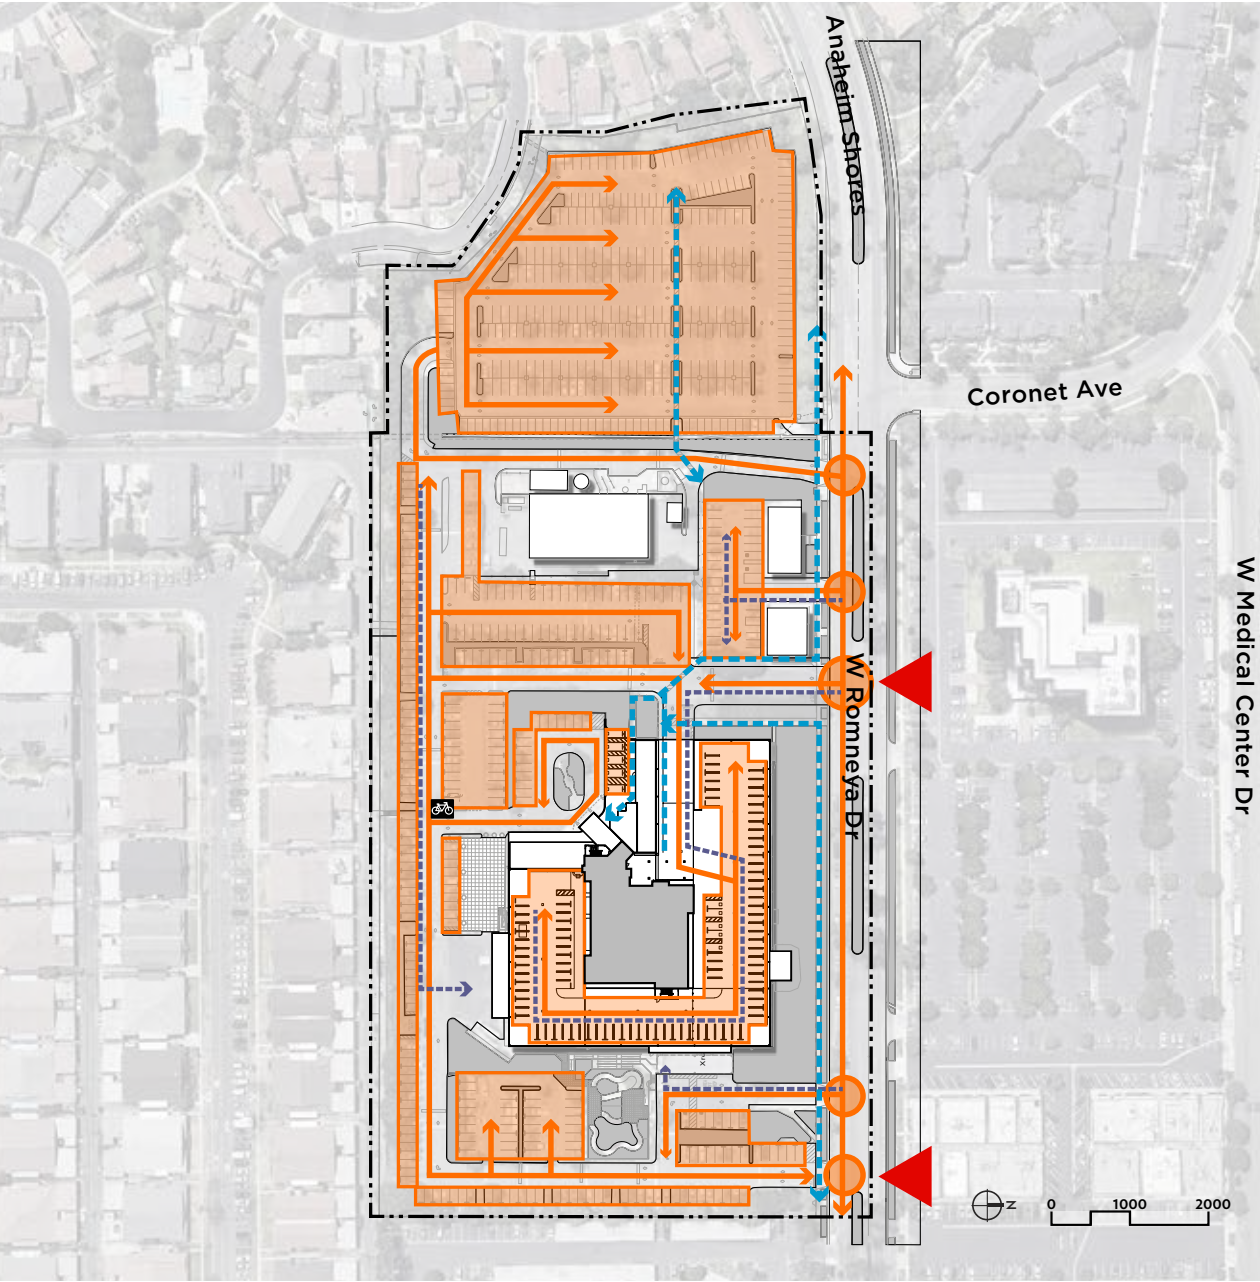 Anaheim Shores
Coronet Ave
W Medical Center Dr
W Romneya Dr
N
0 1000 2000